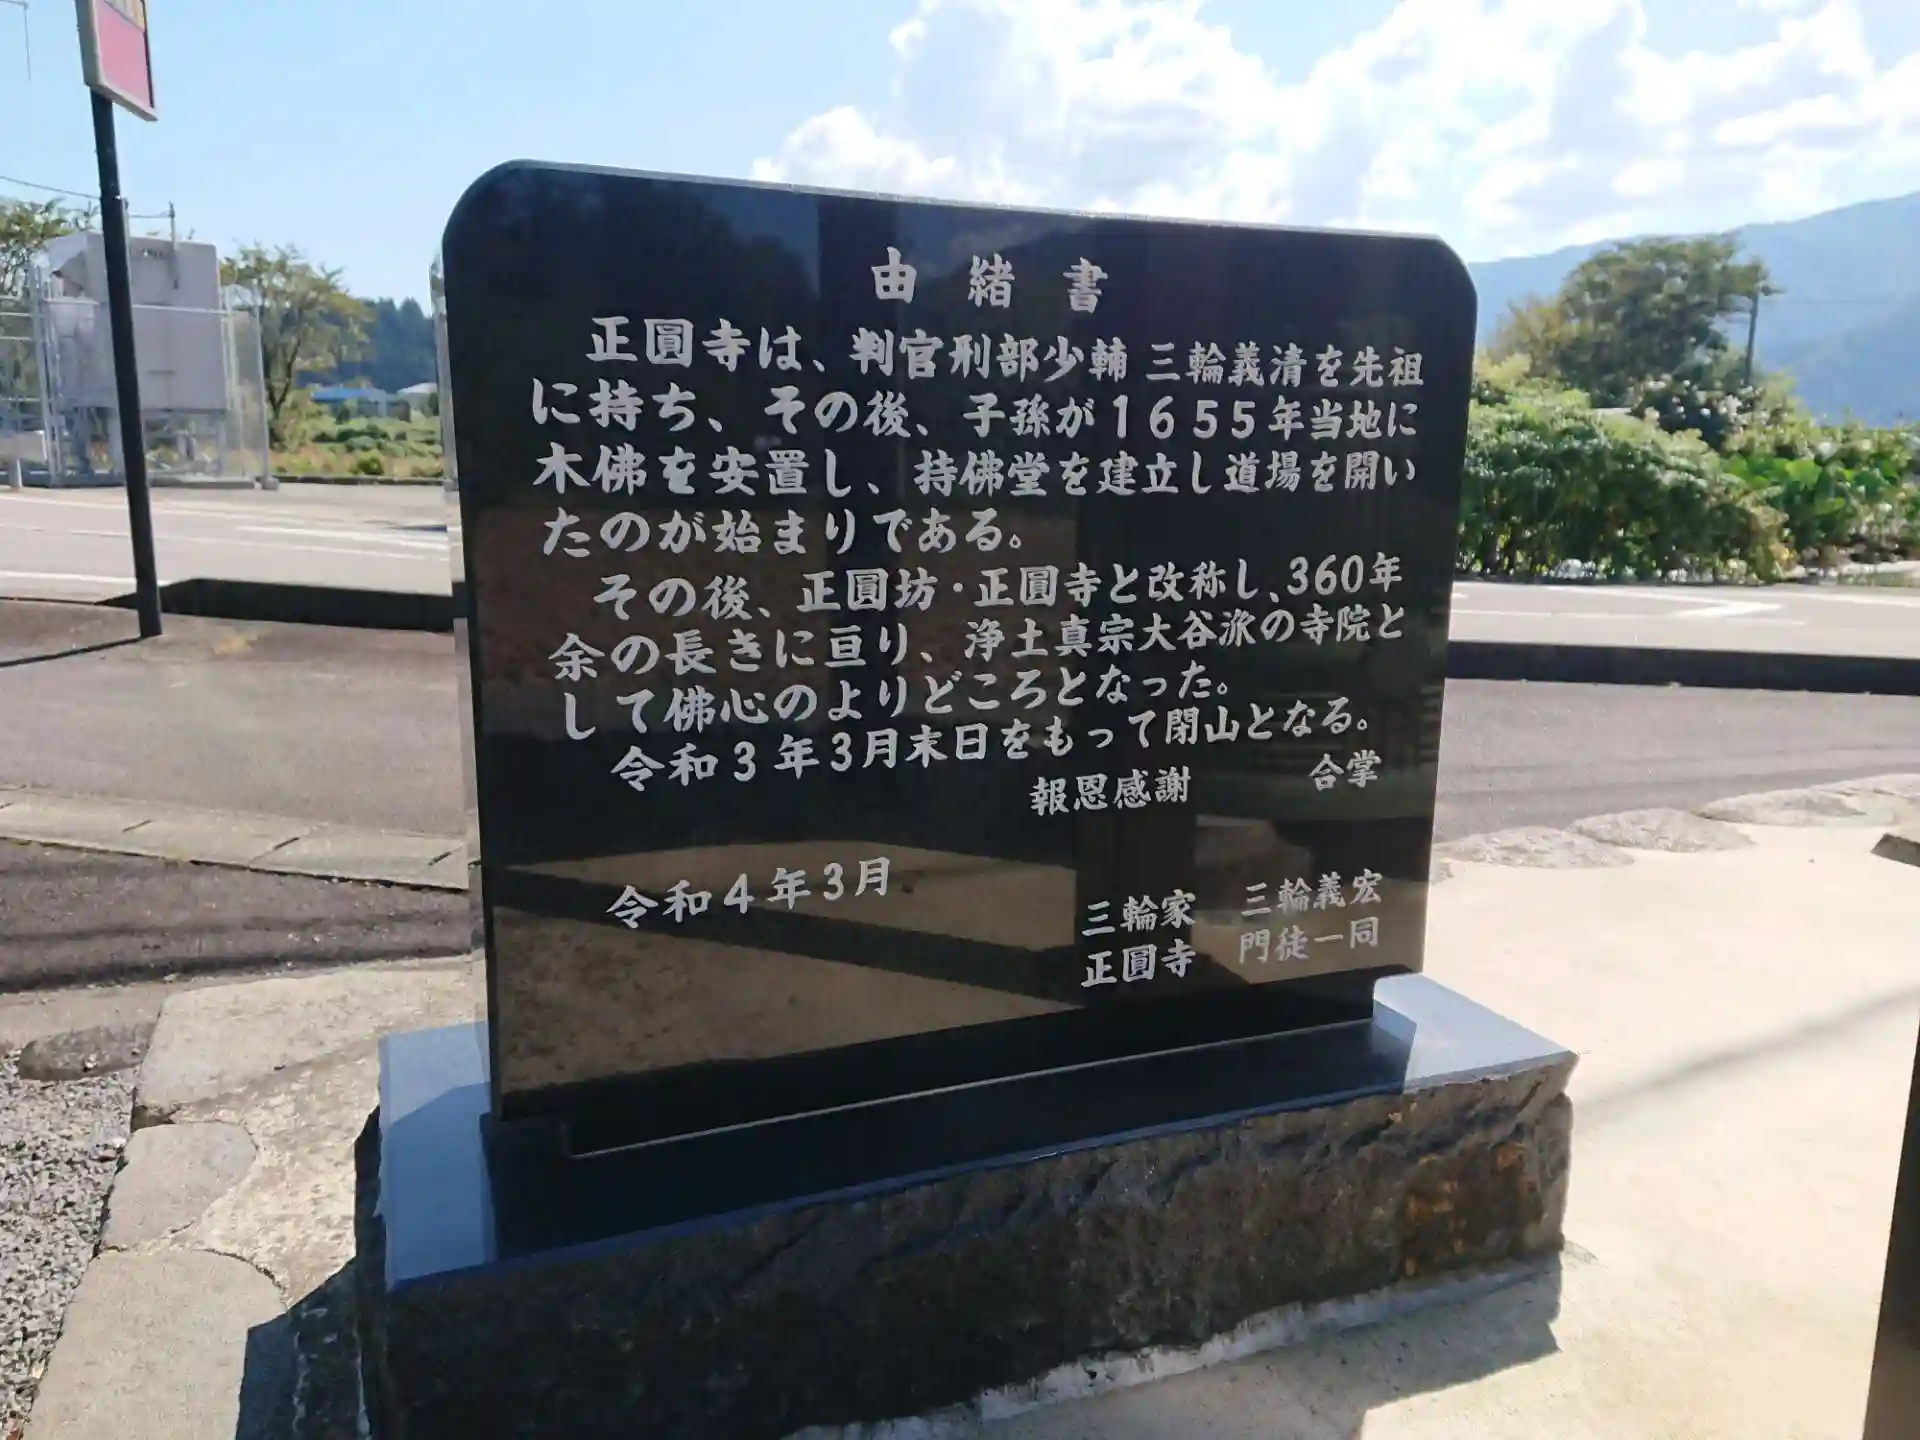 由緒書
正圓寺は、判官刑部少輔 三輪義清を先祖
に持ち、その後、子孫が1655年当地に
木佛を安置し、持佛堂を建立し道場を開い
たのが始まりである。
その後、正圓坊・正圓寺と改称し、360年
余の長きに亘り、浄土真宗大谷派の寺院と
して佛心のよりどころとなった。
令和3年3月末日をもって閉山となる。
報恩感謝 合掌
令和4年3月
三輪家 三輪義宏
正圓寺 門徒一同